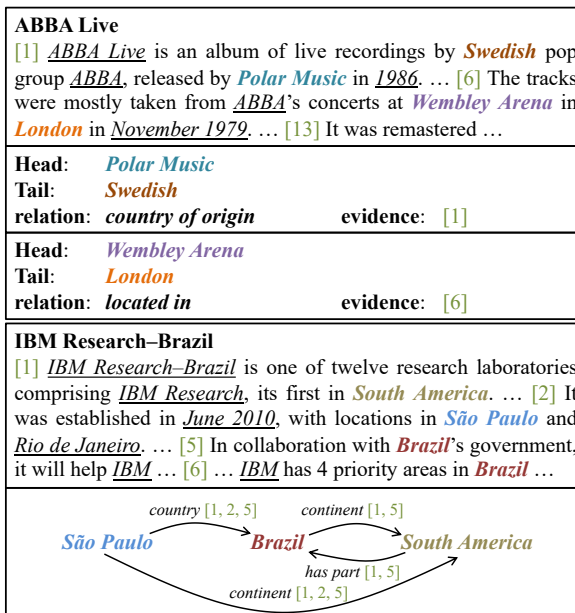 ABBA Live
[1] ABBA Live is an album of live recordings by Swedish pop
group ABBA, released by Polar Music in 1986. … [6] The tracks
were mostly taken from ABBA's concerts at Wembley Arena in
London in November 1979. … [13] It was remastered …
Head: Polar Music
Tail: Swedish
relation: country of origin evidence: [1]
Head: Wembley Arena
Tail: London
relation: located in evidence: [6]
IBM Research–Brazil
[1] IBM Research–Brazil is one of twelve research laboratories
comprising IBM Research, its first in South America. … [2] It
was established in June 2010, with locations in São Paulo and
Rio de Janeiro. … [5] In collaboration with Brazil's government,
it will help IBM … [6] … IBM has 4 priority areas in Brazil …
country [1, 2, 5] continent [1, 5]
São Paulo Brazil South America
has part [1, 5]
continent [1, 2, 5]